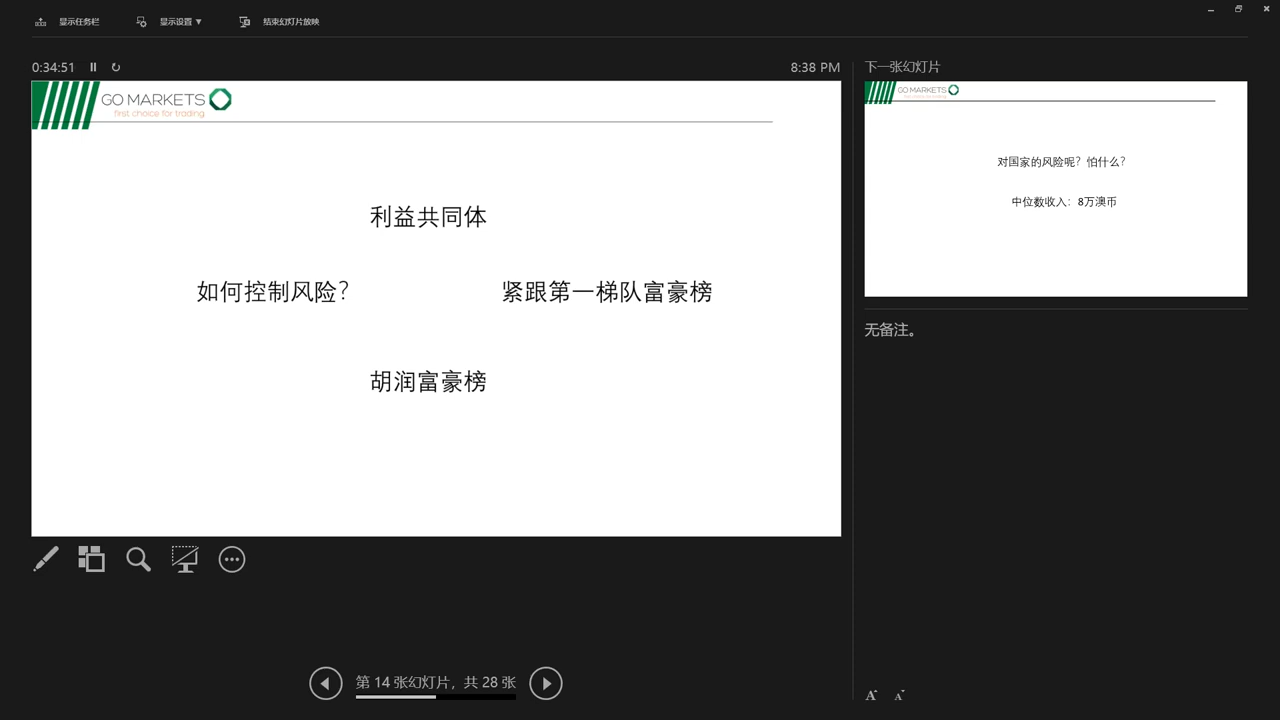 显示任务栏
显示设置 ▼
结束幻灯片放映
0:34:51
8:38 PM
GO MARKETS
first choice for trading
利益共同体
如何控制风险?
紧跟第一梯队富豪榜
胡润富豪榜
第 14 张幻灯片，共 28 张
下一张幻灯片
GO MARKETS
对国家的风险呢？怕什么？
中位数收入：8万澳币
无备注。
A
A